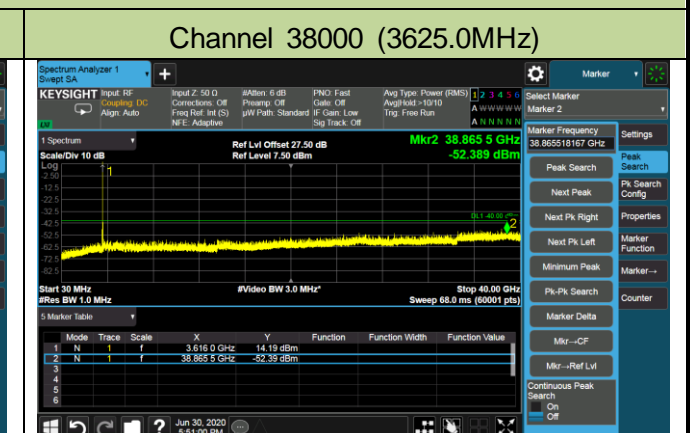 Channel 38000 (3625.0MHz)
Spectrum Analyzer 1
Swept SA
Marker
KEYSIGHT
Input: RF
Coupling: DC
Align: Auto
Input Z: 50 Ω
Corrections: Off
Freq Ref: Int (S)
NFE: Adaptive
#Atten: 6 dB
Preamp: Off
µW Path: Standard
PNO: Fast
Gate: Off
IF Gain: Low
Sig Track: Off
Avg Type: Power (RMS)
Avg|Hold:>10/10
Trig: Free Run
1 2 3 4 5 6
A W W W W W
A N N N N N
LV
Select Marker
Marker 2
1 Spectrum
Scale/Div 10 dB
Log
Ref Lvl Offset 27.50 dB
Ref Level 7.50 dBm
Mkr2 38.865 5 GHz
-52.389 dBm
-2.50
-12.5
-22.5
-32.5
-42.5
-52.5
-62.5
-72.5
-82.5
1
DL1 -40.00 dBm
2
Start 30 MHz
#Res BW 1.0 MHz
#Video BW 3.0 MHz*
Stop 40.00 GHz
Sweep 68.0 ms (60001 pts)
5 Marker Table
Mode Trace Scale X Y Function Function Width Function Value
1 N 1 f 3.616 0 GHz 14.19 dBm
2 N 1 f 38.865 5 GHz -52.39 dBm
3
4
5
6
Marker Frequency
38.865518167 GHz
Peak Search
Next Peak
Next Pk Right
Next Pk Left
Minimum Peak
Pk-Pk Search
Marker Delta
Mkr→CF
Mkr→Ref Lvl
Continuous Peak
Search
On
Off
Settings
Peak
Search
Pk Search
Config
Properties
Marker
Function
Marker→
Counter
?
Jun 30, 2020
5:51:00 PM